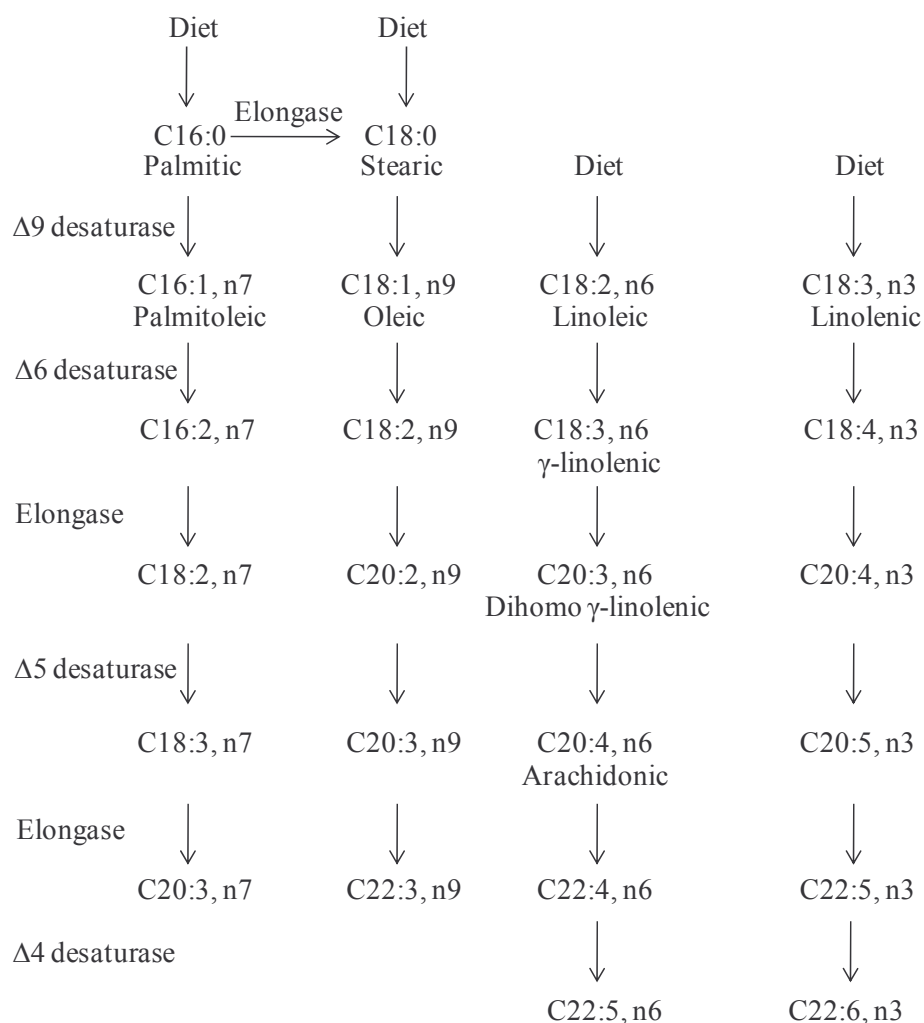 Diet Diet
Elongase
C16:0 C18:0
Palmitic Stearic Diet Diet
Δ9 desaturase
C16:1, n7 C18:1, n9 C18:2, n6 C18:3, n3
Palmitoleic Oleic Linoleic Linolenic
Δ6 desaturase
C16:2, n7 C18:2, n9 C18:3, n6 C18:4, n3
γ-linolenic
Elongase
C18:2, n7 C20:2, n9 C20:3, n6 C20:4, n3
Dihomo γ-linolenic
Δ5 desaturase
C18:3, n7 C20:3, n9 C20:4, n6 C20:5, n3
Arachidonic
Elongase
C20:3, n7 C22:3, n9 C22:4, n6 C22:5, n3
Δ4 desaturase
C22:5, n6 C22:6, n3